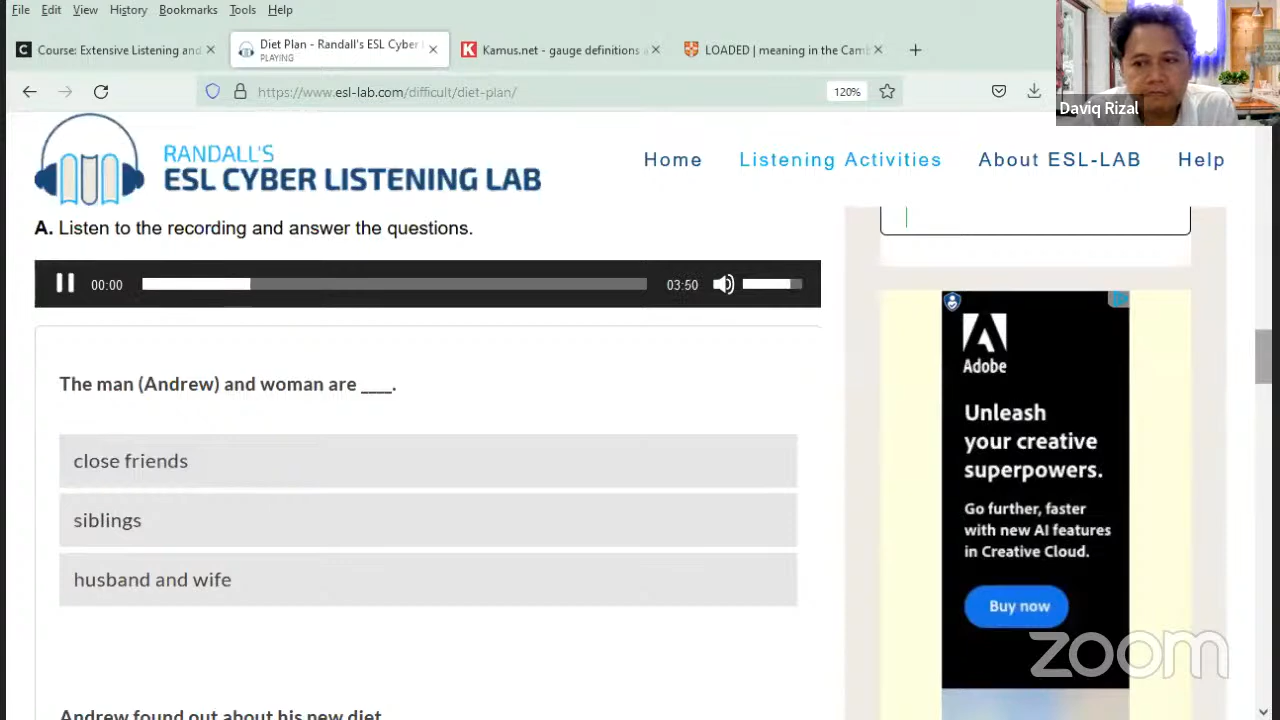 File Edit View History Bookmarks Tools Help
Course: Extensive Listening and
Diet Plan - Randall's ESL Cyber
PLAYING
Kamus.net - gauge definitions
LOADED | meaning in the Camb
https://www.esl-lab.com/difficult/diet-plan/
120%
Daviq Rizal
RANDALL'S
ESL CYBER LISTENING LAB
Home Listening Activities About ESL-LAB Help
A. Listen to the recording and answer the questions.
00:00 03:50
The man (Andrew) and woman are ____.
close friends
siblings
husband and wife
Andrew found out about his new diet
Adobe
Unleash
your creative
superpowers.
Go further, faster
with new AI features
in Creative Cloud.
Buy now
zoom